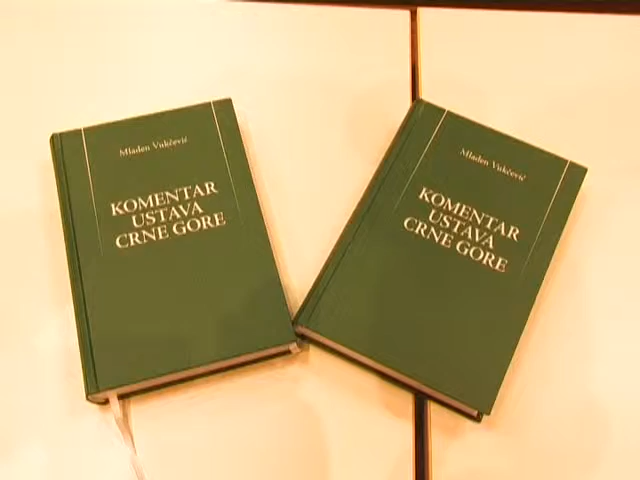 Mladen Vukčević
KOMENTAR
USTAVA
CRNE GORE
Mladen Vukčević
KOMENTAR
USTAVA
CRNE GORE